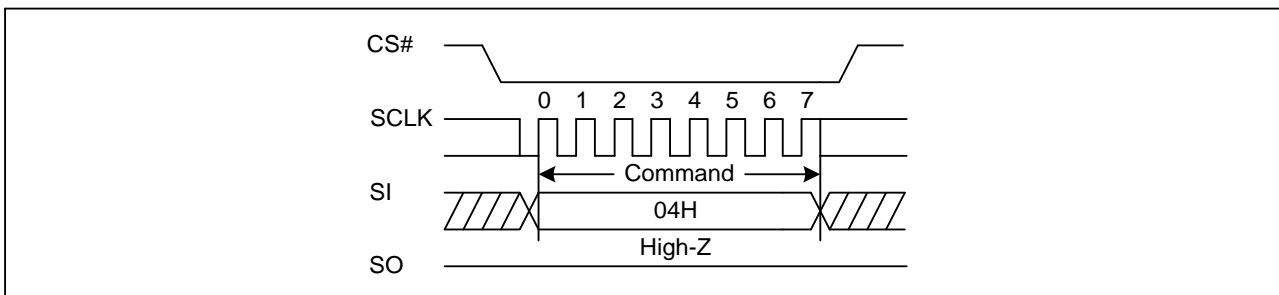 CS#
0 1 2 3 4 5 6 7
SCLK
Command
SI
04H
High-Z
SO